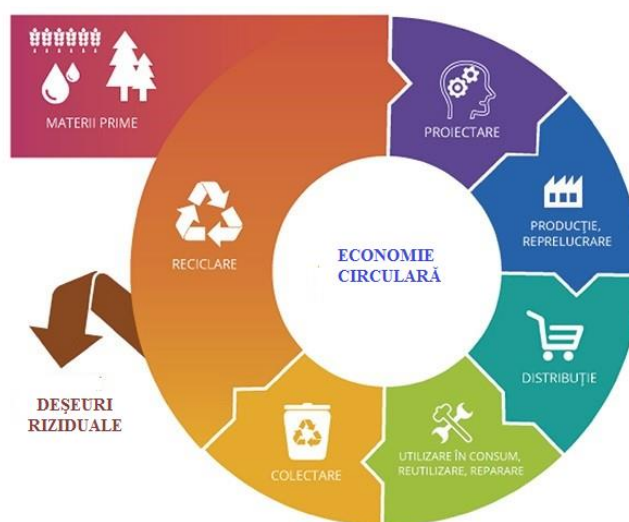 MATERII PRIME
PROIECTARE
PRODUCȚIE,
REPRELUCRARE
DISTRIBUȚIE
UTILIZARE ÎN CONSUM,
REUTILIZARE, REPARARE
COLECTARE
RECICLARE
DEȘEURI
RIZIDUALE
ECONOMIE
CIRCULARĂ